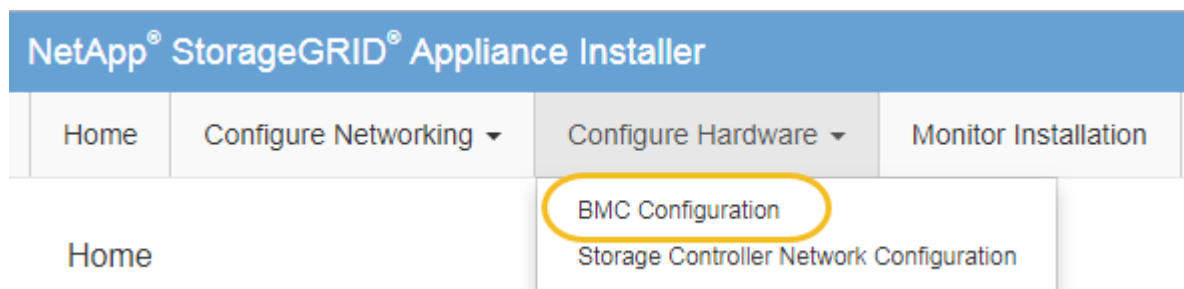 NetApp® StorageGRID® Appliance Installer
Home Configure Networking Configure Hardware Monitor Installation
BMC Configuration
Home
Storage Controller Network Configuration